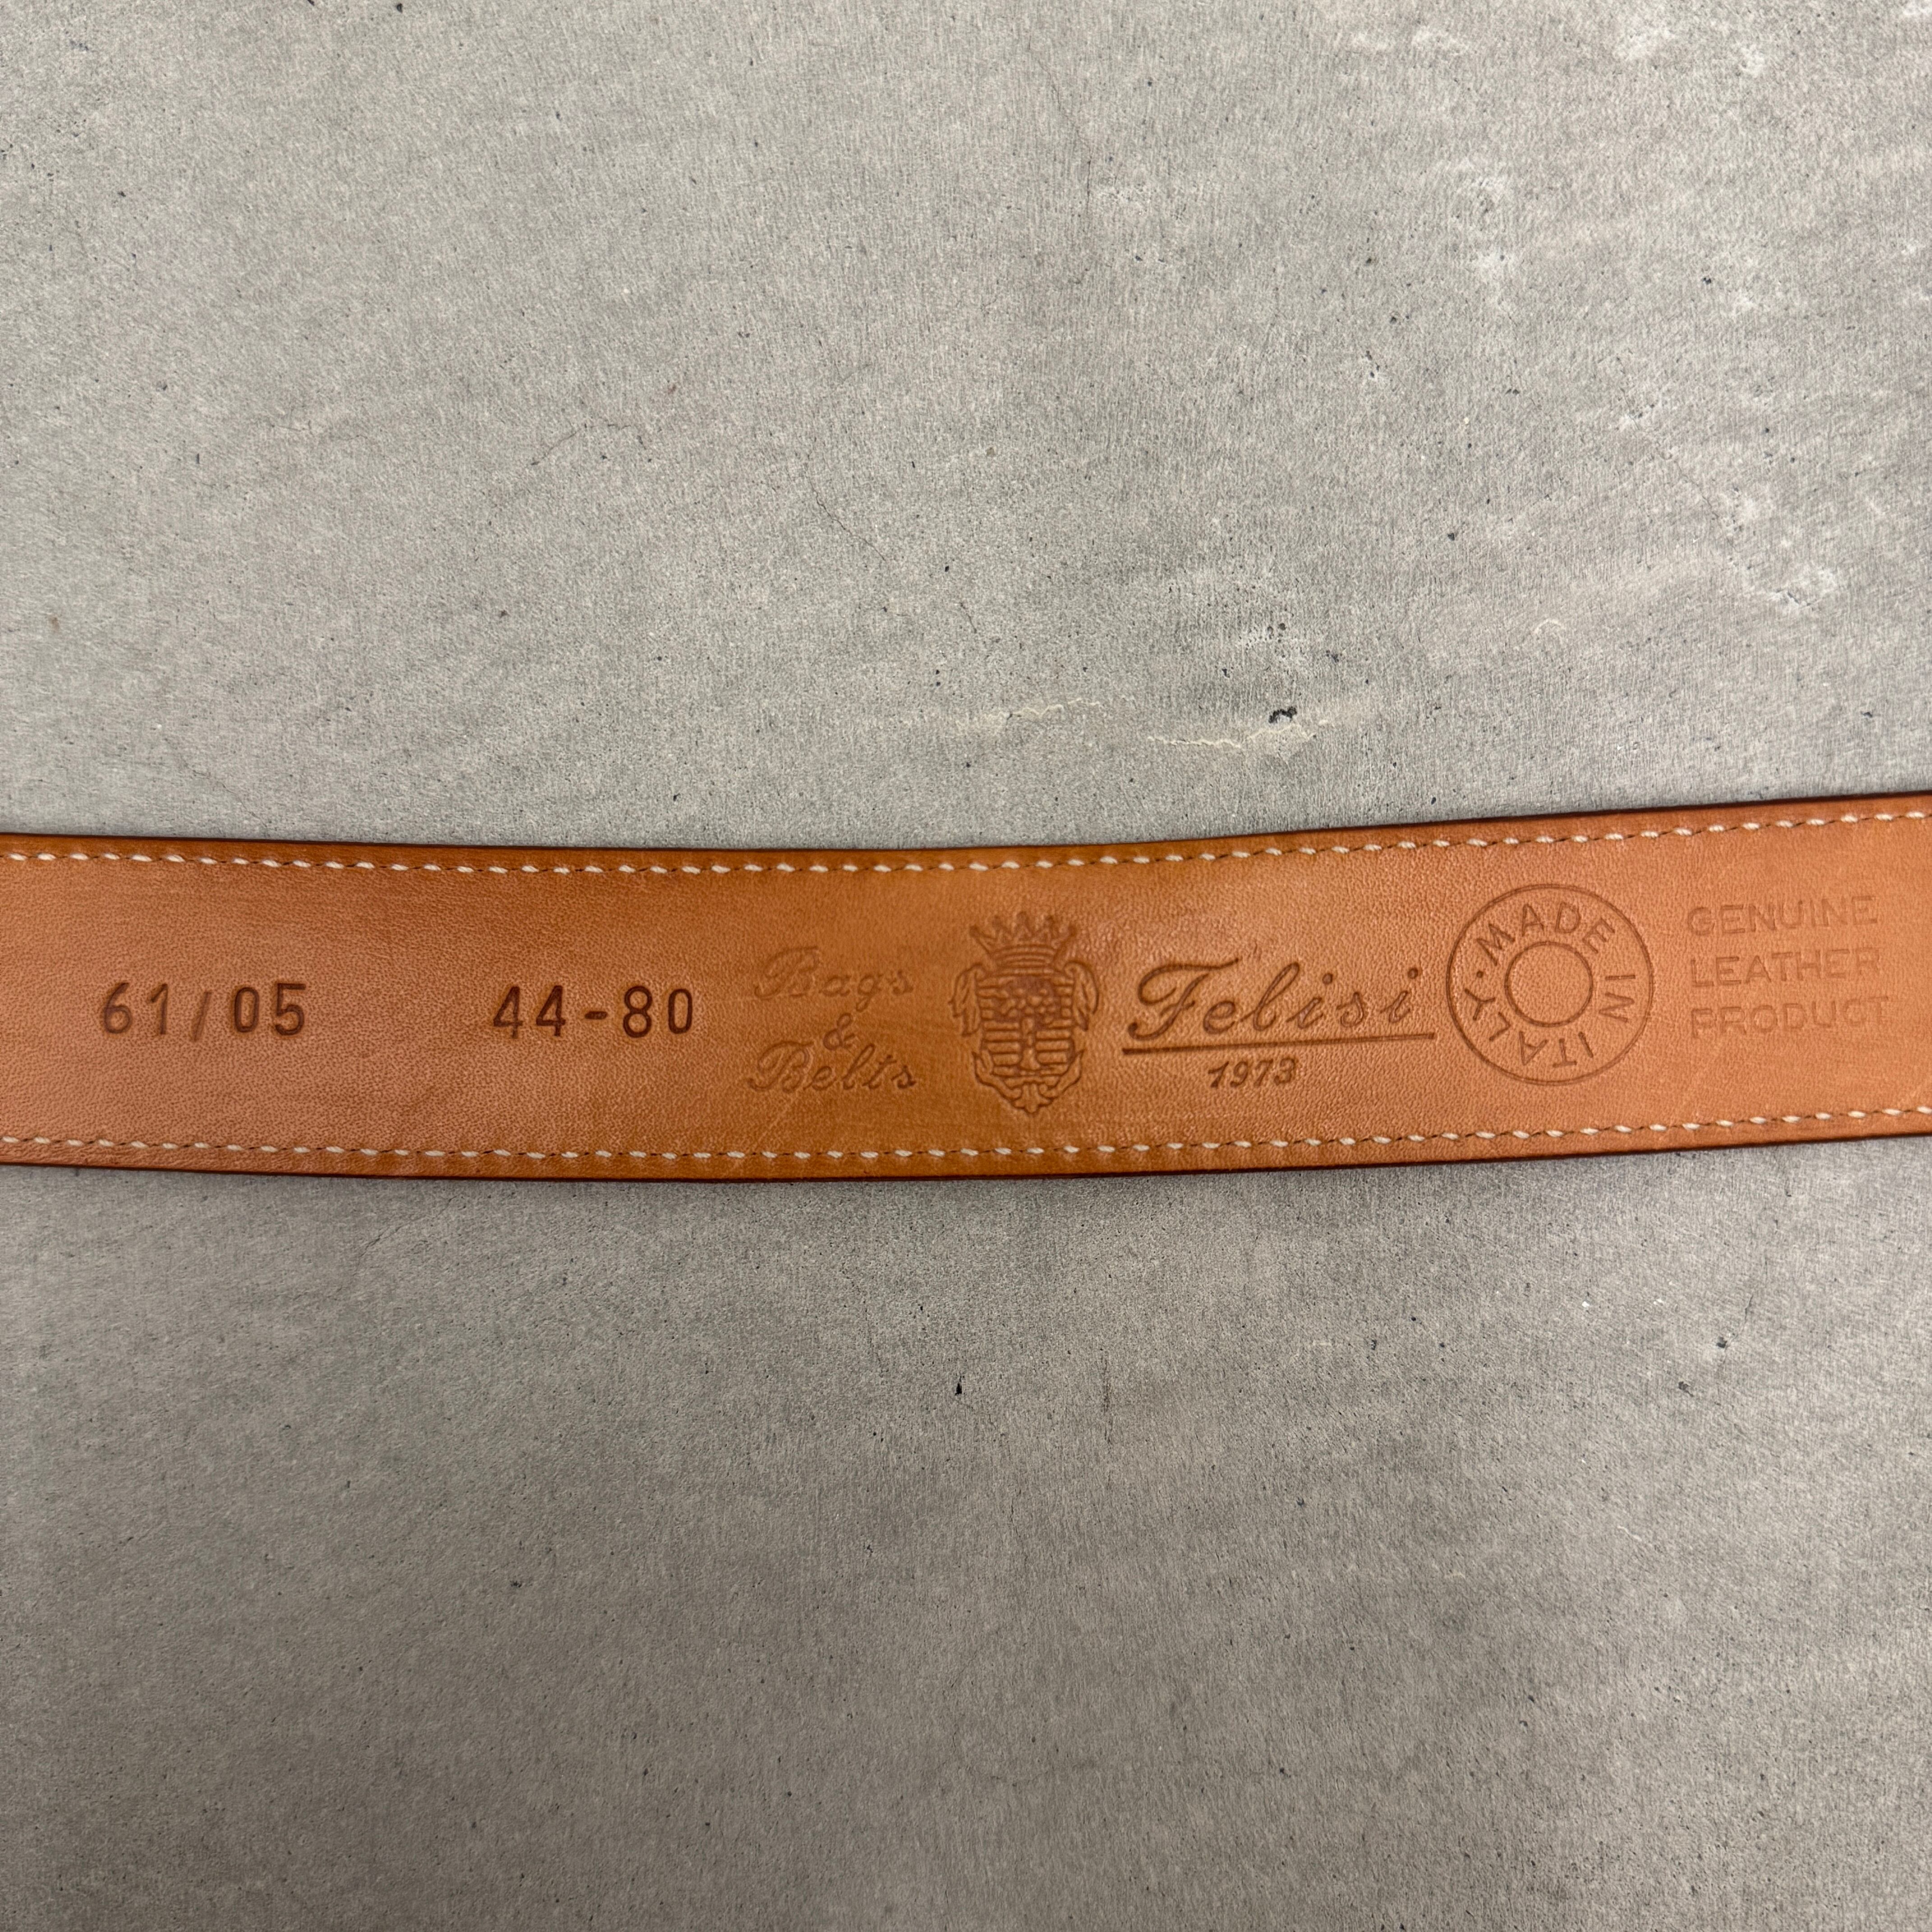 61/05
44-80
Bags
&
Belts
Felisi
1973
MADE IN ITALY ·
GENUINE
LEATHER
PRODUCT